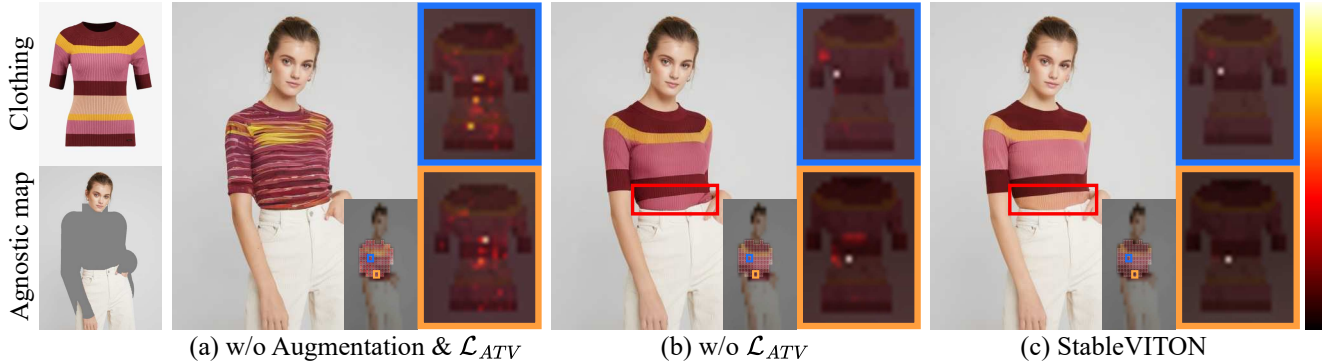 Clothing
Agnostic map
(a) w/o Augmentation & ℒ_ATV
(b) w/o ℒ_ATV
(c) StableVITON